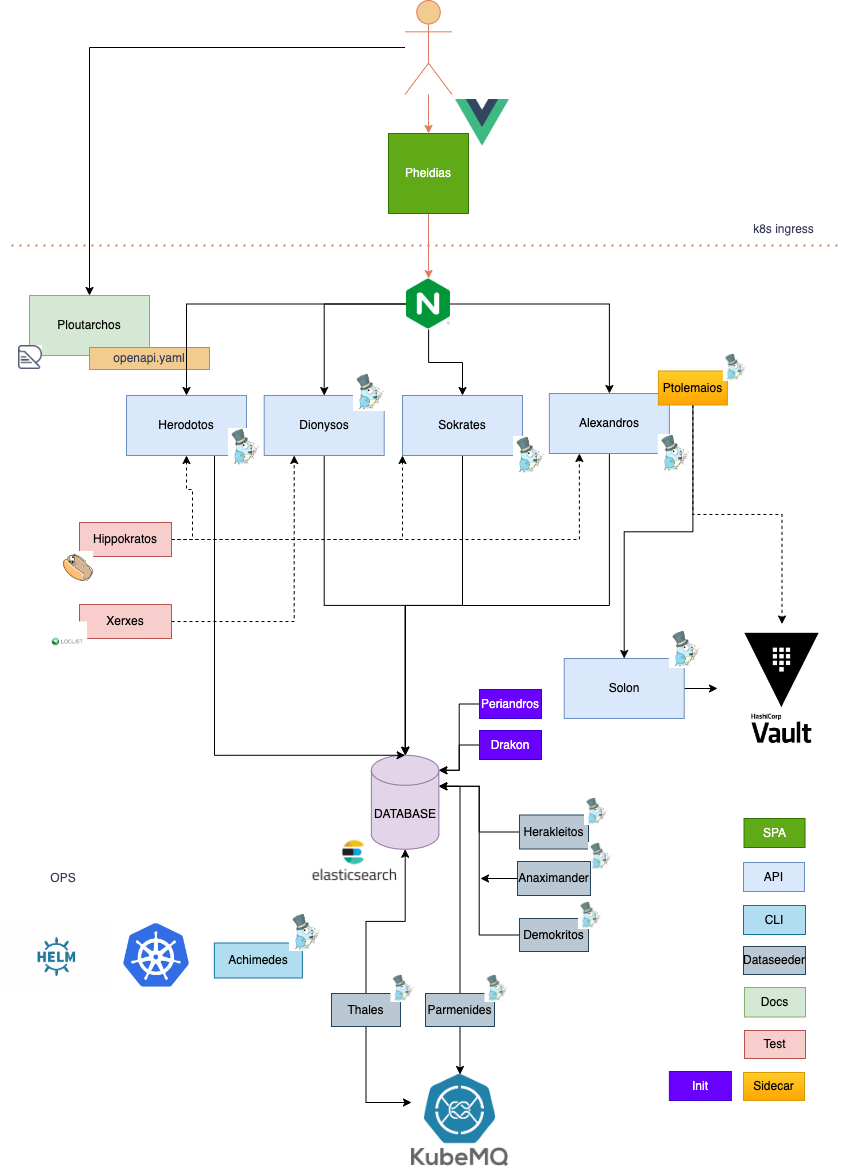 Pheidias
k8s ingress
Ploutarchos
openapi.yaml
Ptolemaios
Herodotos
Dionysos
Sokrates
Alexandros
Hippokratos
Xerxes
LOCUST
Solon
HashiCorp
Vault
Periandros
Drakon
DATABASE
elasticsearch
Herakleitos
Anaximander
Demokritos
OPS
HELM
Achimedes
Thales
Parmenides
KubeMQ
SPA
API
CLI
Dataseeder
Docs
Test
Init
Sidecar
N